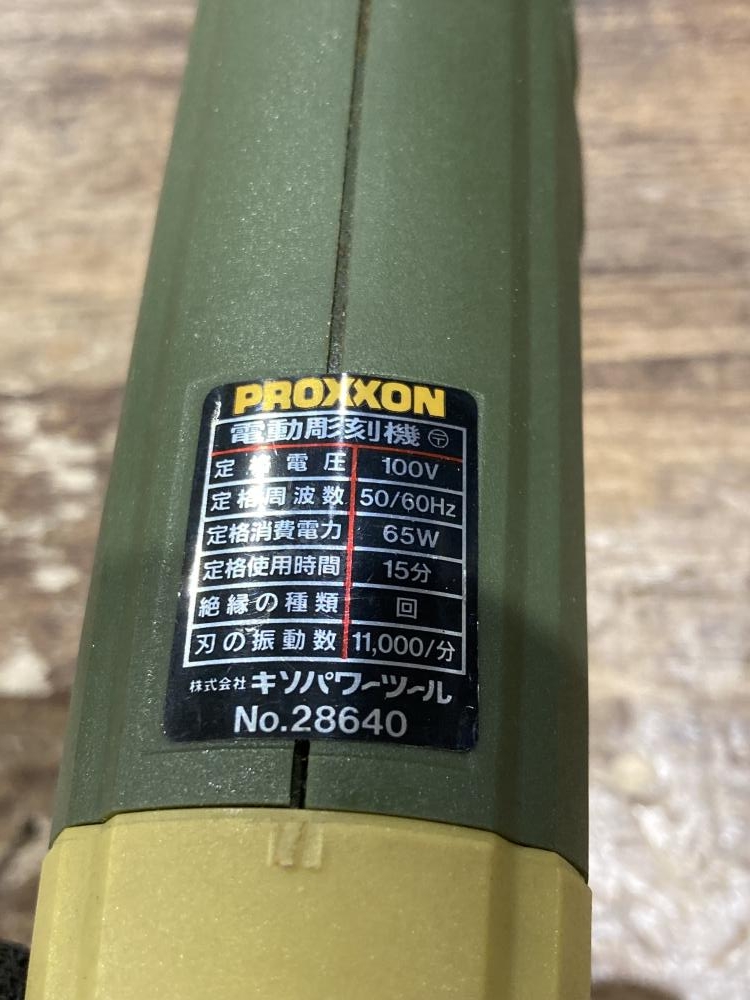 PROXXON
電動彫刻機 〒
定格電圧 100V
定格周波数 50/60Hz
定格消費電力 65W
定格使用時間 15分
絶縁の種類 回
刃の振動数 11,000/分
株式会社 キソパワーツール
No.28640